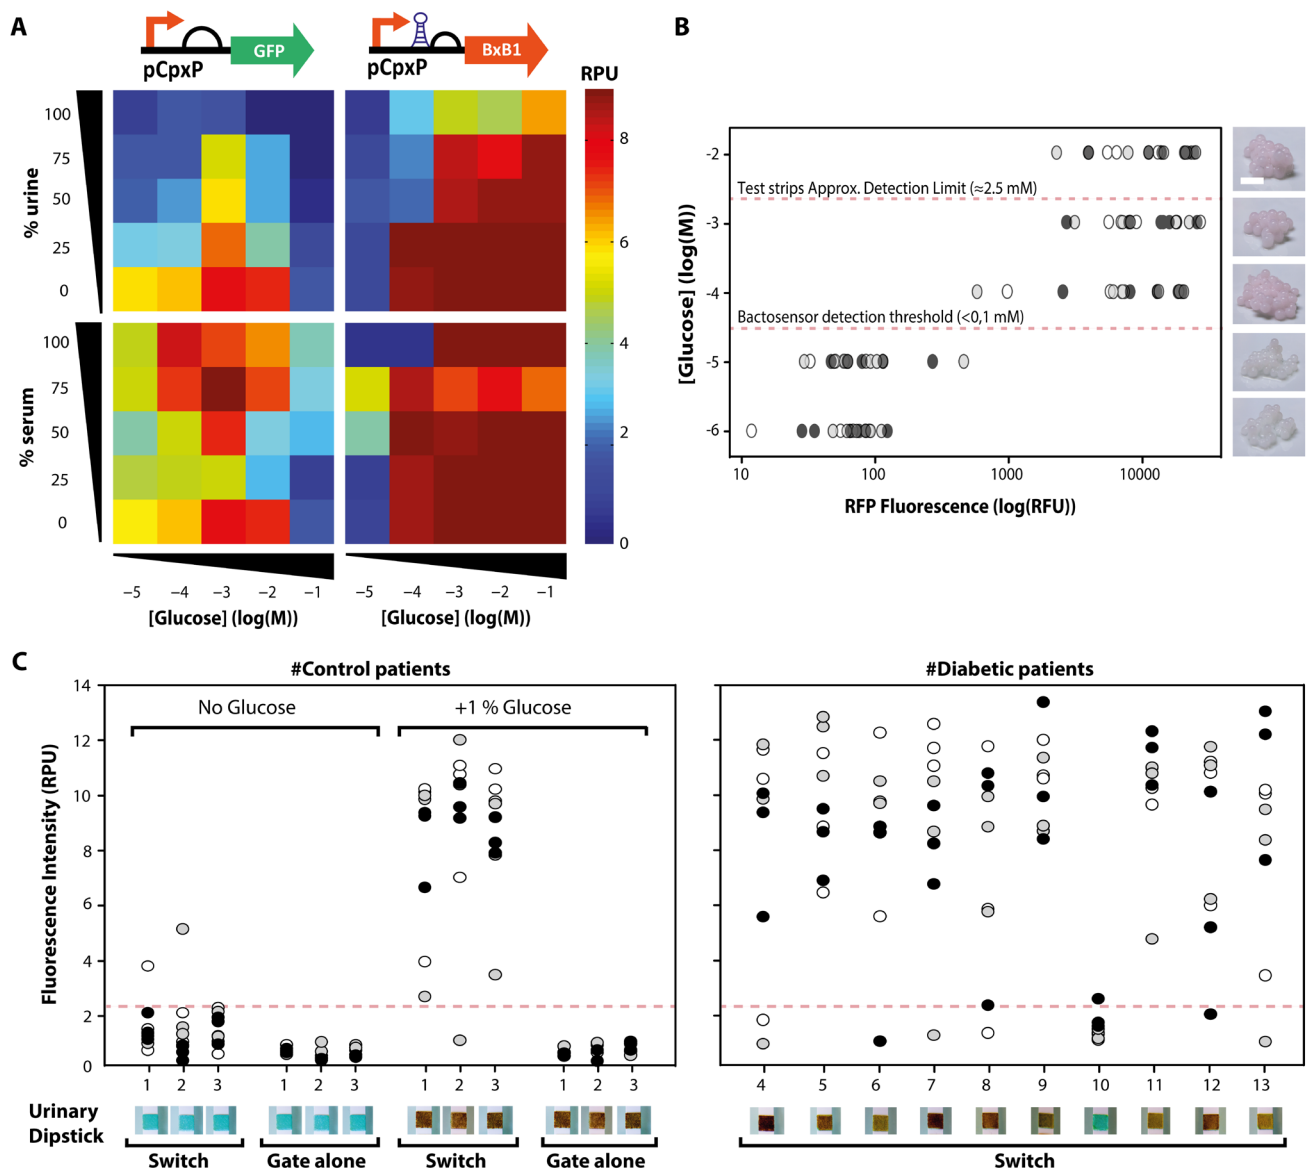 A
GFP
pCpxP
BxB1
pCpxP
RPU
% urine
100
75
50
25
0
% serum
100
75
50
25
0
8
6
4
2
0
−5 −4 −3 −2 −1
[Glucose] (log(M))
−5 −4 −3 −2 −1
[Glucose] (log(M))
B
[Glucose] (log(M))
-2
Test strips Approx. Detection Limit (≈2.5 mM)
-3
-4
Bactosensor detection threshold (<0,1 mM)
-5
-6
10 100 1000 10000
RFP Fluorescence (log(RFU))
C
#Control patients
No Glucose
+1 % Glucose
Fluorescence Intensity (RPU)
14
12
10
8
6
4
2
0
1 2 3 1 2 3 1 2 3 1 2 3
Urinary
Dipstick
Switch Gate alone Switch Gate alone
#Diabetic patients
4 5 6 7 8 9 10 11 12 13
Switch